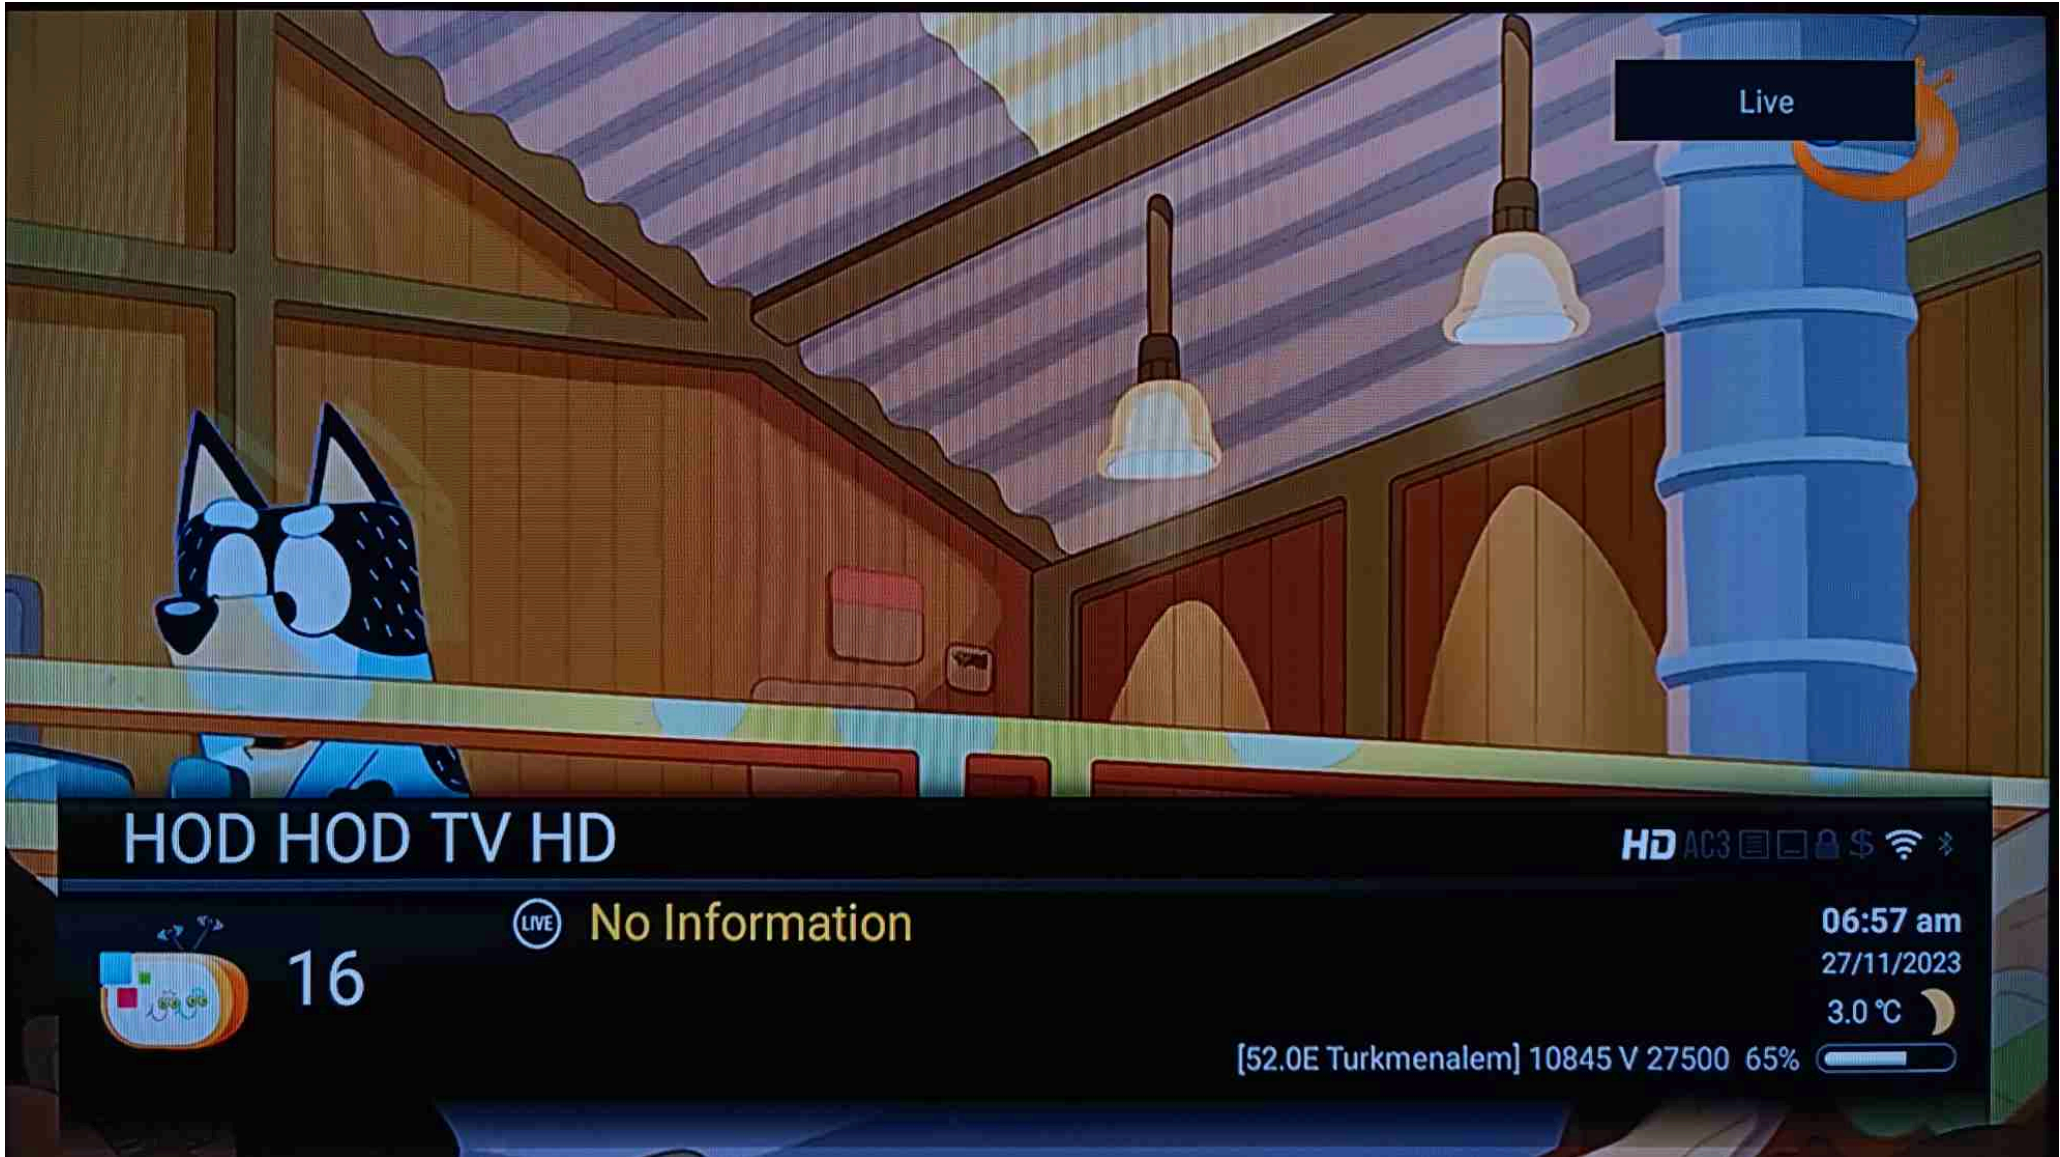 Live
HOD HOD TV HD
HD AC3 $
LIVE No Information
16
06:57 am
27/11/2023
3.0 °C
[52.0E Turkmenalem] 10845 V 27500 65%